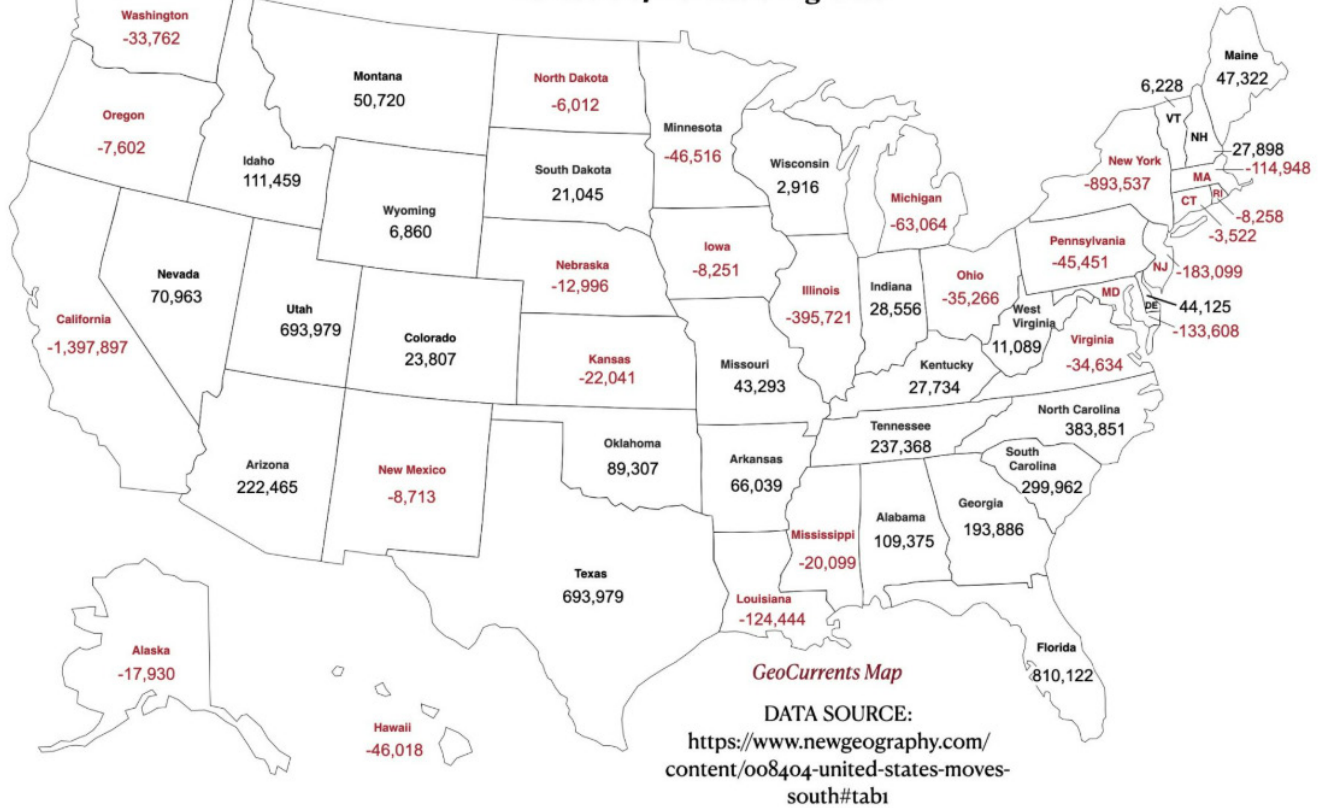 Washington
-33,762
Montana
50,720
North Dakota
-6,012
Minnesota
-46,516
Maine
47,322
6,228
VT
NH
27,898
-114,948
MA
CT
RI
-8,258
-3,522
Oregon
-7,602
Idaho
111,459
Wyoming
6,860
South Dakota
21,045
Wisconsin
2,916
Michigan
-63,064
New York
-893,537
Nevada
70,963
Utah
693,979
Colorado
23,807
Nebraska
-12,996
Iowa
-8,251
Illinois
-395,721
Indiana
28,556
Ohio
-35,266
Pennsylvania
-45,451
NJ
-183,099
MD
DE
44,125
-133,608
West
Virginia
11,089
Virginia
-34,634
California
-1,397,897
Kansas
-22,041
Missouri
43,293
Kentucky
27,734
Tennessee
237,368
North Carolina
383,851
South
Carolina
299,962
Arizona
222,465
New Mexico
-8,713
Oklahoma
89,307
Arkansas
66,039
Mississippi
-20,099
Alabama
109,375
Georgia
193,886
Texas
693,979
Louisiana
-124,444
Florida
810,122
Alaska
-17,930
Hawaii
-46,018
GeoCurrents Map
DATA SOURCE:
https://www.newgeography.com/
content/008404-united-states-moves-
south#tab1